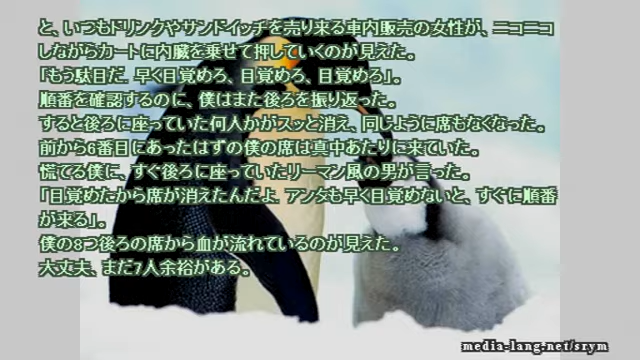 と、いつもドリンクやサンドイッチを売り来る車内販売の女性が、ニコニコ
しながらカートに内臓を乗せて押していくのが見えた。
「もう駄目だ。早く目覚めろ、目覚めろ、目覚めろ」。
順番を確認するのに、僕はまた後ろを振り返った。
すると後ろに座っていた何人かがスッと消え、同じように席もなくなった。
前から6番目にあったはずの僕の席は真中あたりに来ていた。
慌てる僕に、すぐ後ろに座っていたリーマン風の男が言った。
「目覚めたから席が消えたんだよ。アンタも早く目覚めないと、すぐに順番
が来る」。
僕の8つ後ろの席から血が流れているのが見えた。
大丈夫、まだ7人余裕がある。
media-lang-net/srym